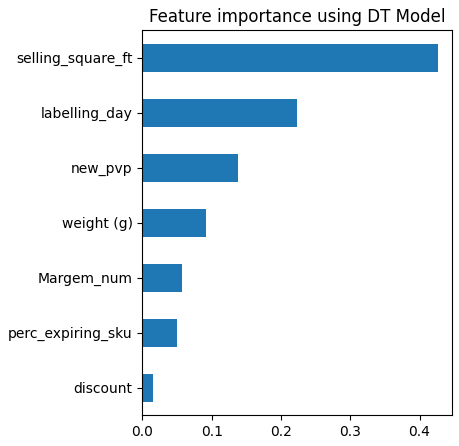 Feature importance using DT Model
selling_square_ft
labelling_day
new_pvp
weight (g)
Margem_num
perc_expiring_sku
discount
0.0 0.1 0.2 0.3 0.4